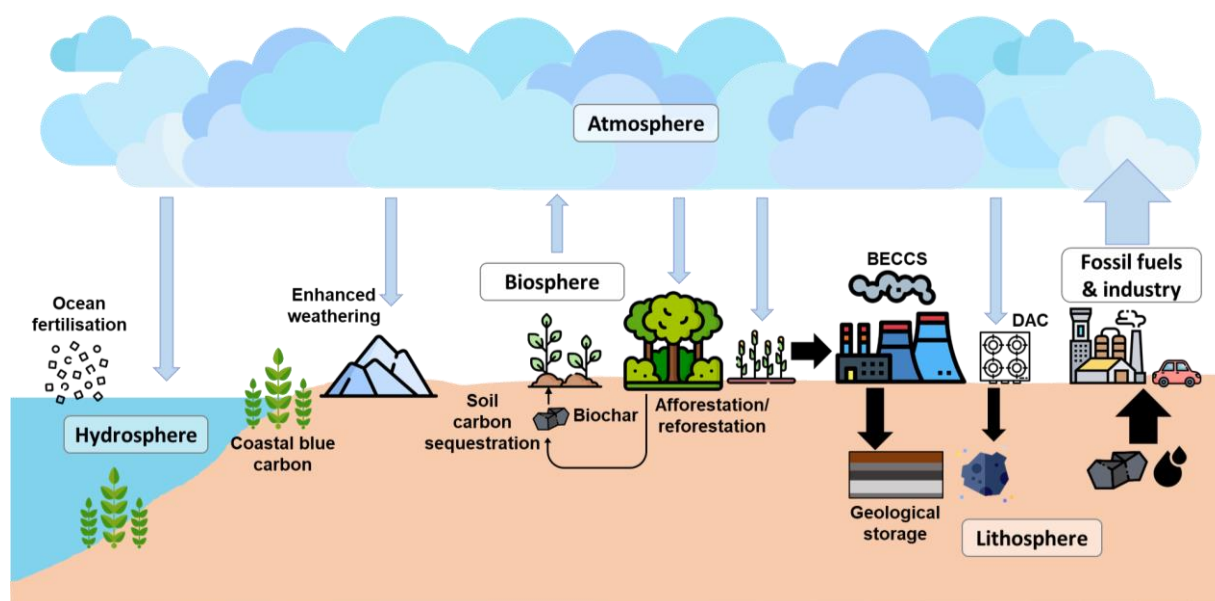 Atmosphere
Ocean
fertilisation
Hydrosphere
Coastal blue
carbon
Enhanced
weathering
Biosphere
Soil
carbon
sequestration
Biochar
Afforestation/
reforestation
BECCS
Geological
storage
DAC
Lithosphere
Fossil fuels
& industry